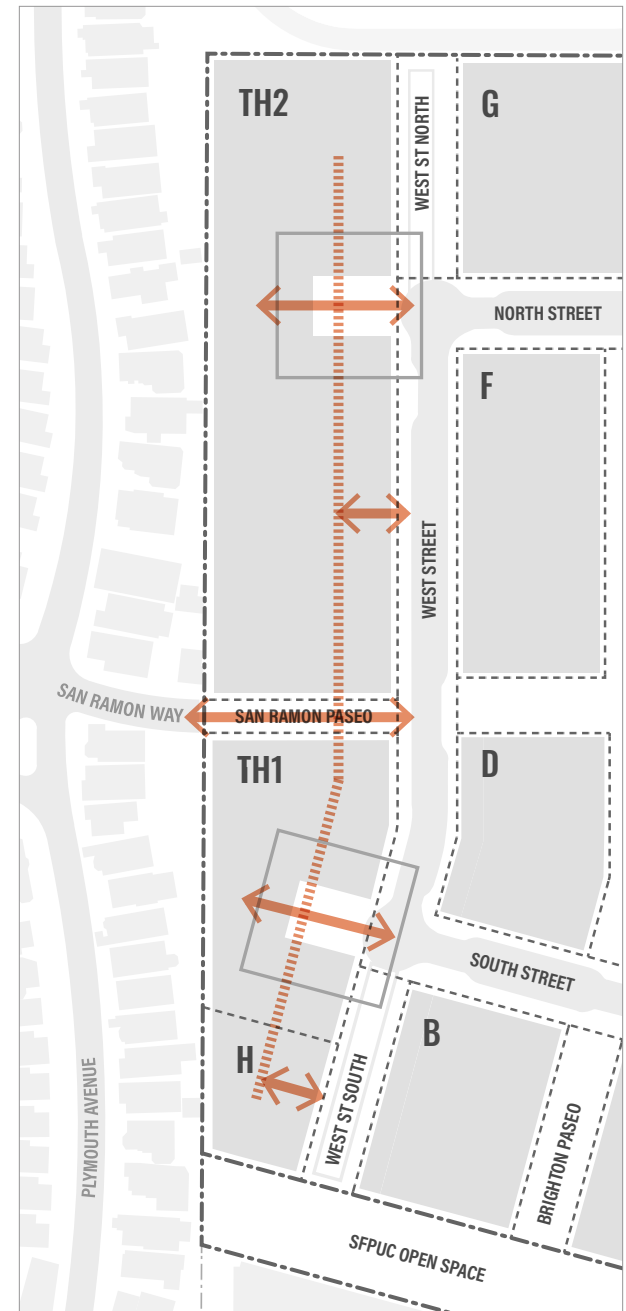 TH2
WEST ST NORTH
G
NORTH STREET
F
WEST STREET
SAN RAMON WAY
SAN RAMON PASEO
TH1
D
SOUTH STREET
H
WEST ST SOUTH
B
PLYMOUTH AVENUE
BRIGHTON PASEO
SFPUC OPEN SPACE